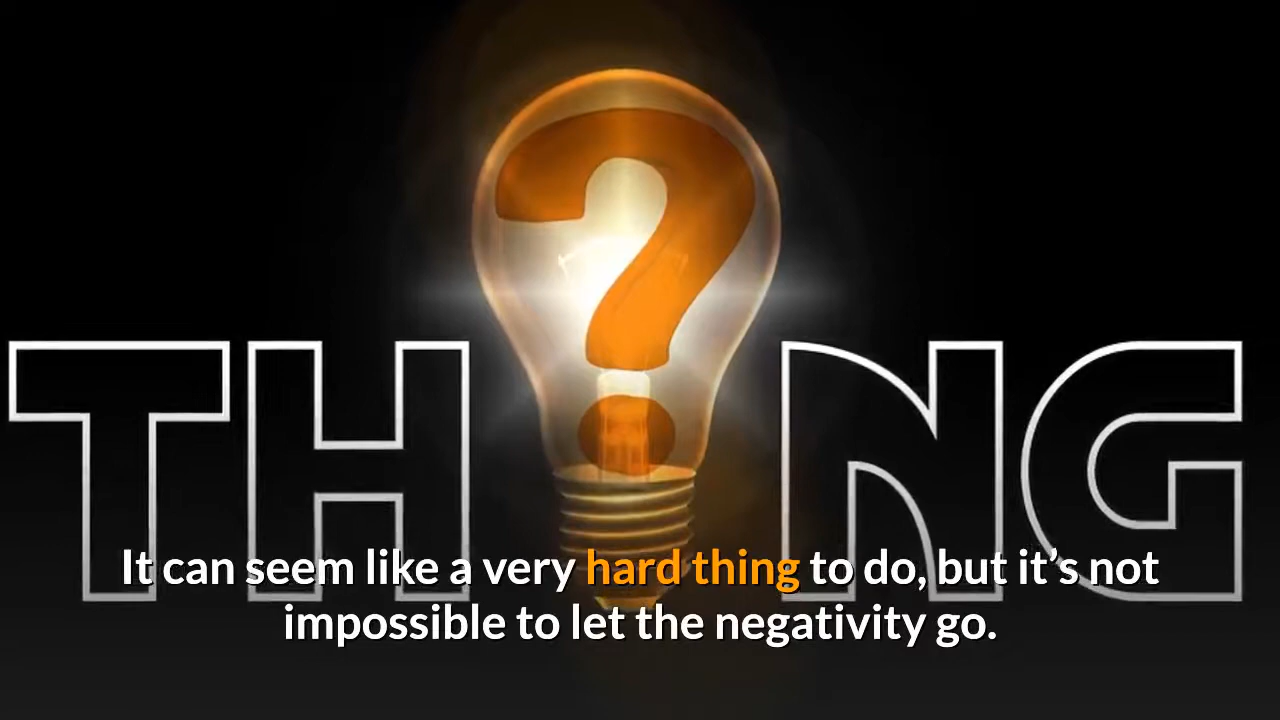 TH?NG
It can seem like a very hard thing to do, but it’s not
impossible to let the negativity go.